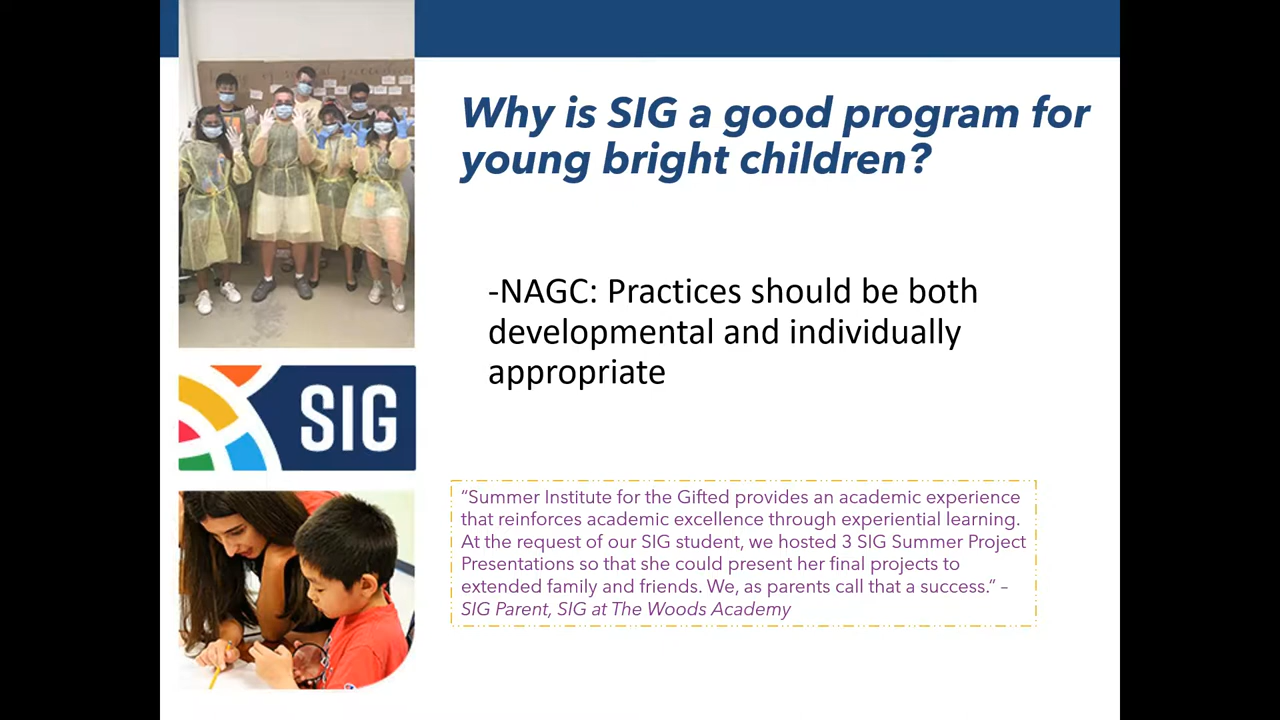 Why is SIG a good program for
young bright children?
-NAGC: Practices should be both
developmental and individually
appropriate
SIG
“Summer Institute for the Gifted provides an academic experience
that reinforces academic excellence through experiential learning.
At the request of our SIG student, we hosted 3 SIG Summer Project
Presentations so that she could present her final projects to
extended family and friends. We, as parents call that a success.” –
SIG Parent, SIG at The Woods Academy